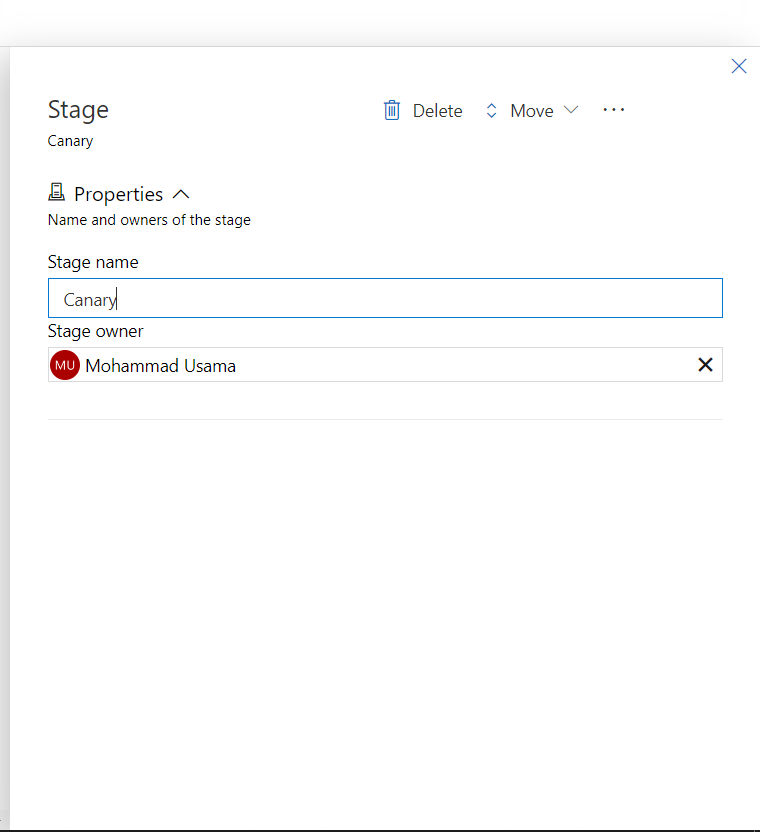 Stage
Delete
Move
···
Canary
Properties
Name and owners of the stage
Stage name
Canary
Stage owner
MU Mohammad Usama